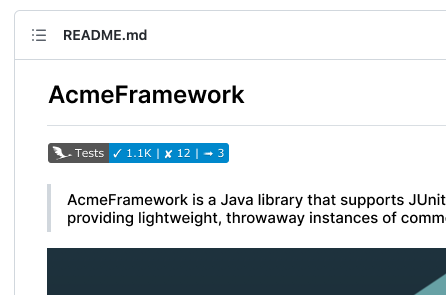 README.md
AcmeFramework
Tests ✓ 1.1K | ✘ 12 | ➞ 3
AcmeFramework is a Java library that supports JUnit
providing lightweight, throwaway instances of